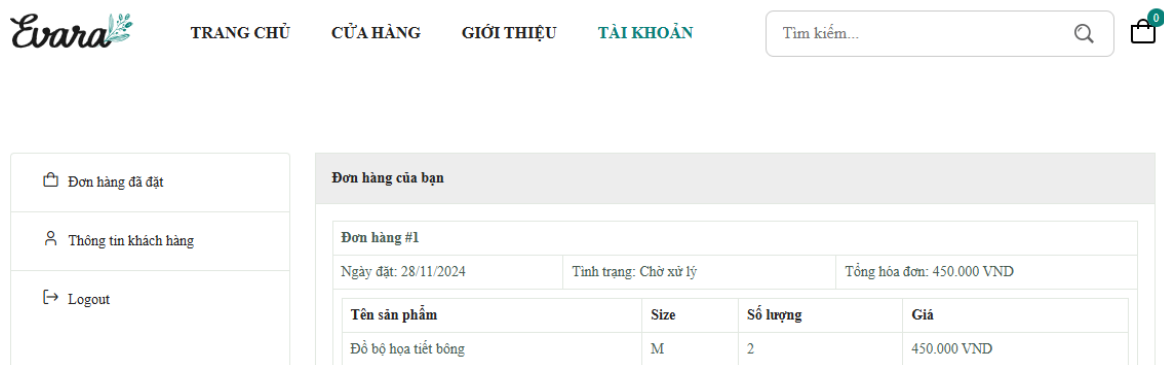 Evara TRANG CHỦ CỬA HÀNG GIỚI THIỆU TÀI KHOẢN Tìm kiếm... 0
Đơn hàng đã đặt
Thông tin khách hàng
Logout
Đơn hàng của bạn
Đơn hàng #1
Ngày đặt: 28/11/2024 Tình trạng: Chờ xử lý Tổng hóa đơn: 450.000 VND
Tên sản phẩm Size Số lượng Giá
Đồ bộ họa tiết bông M 2 450.000 VND